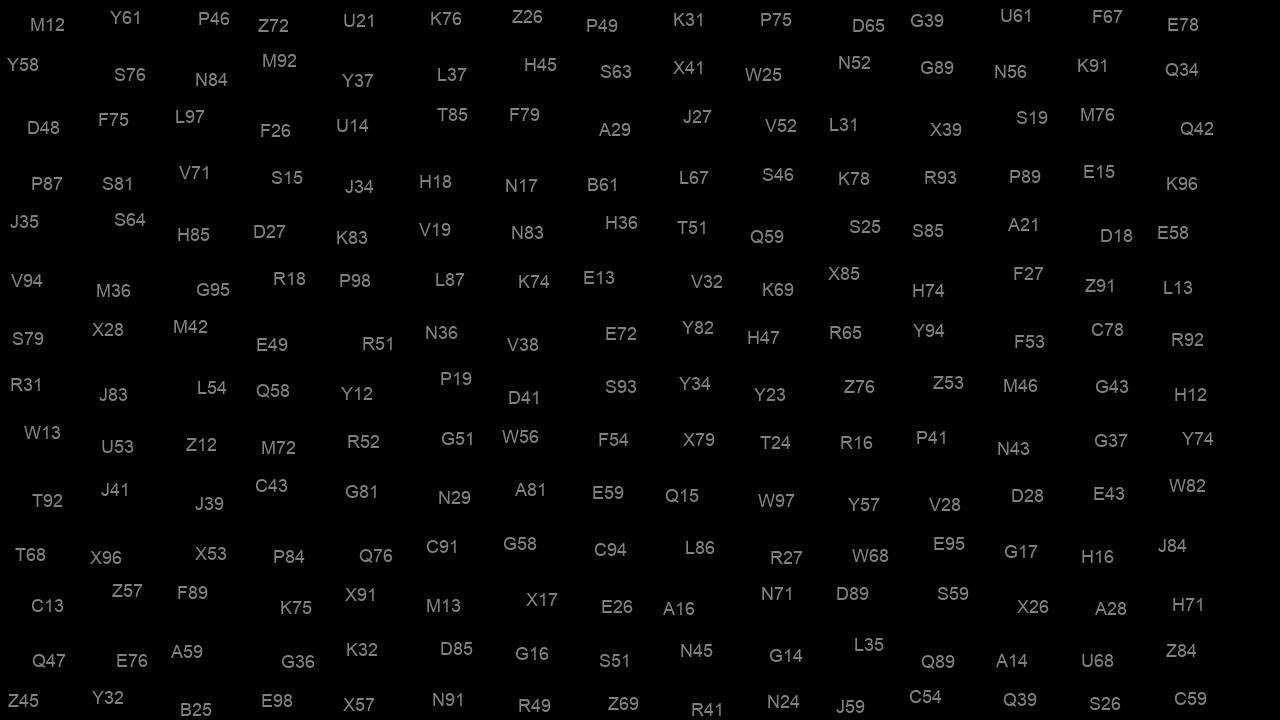 M12 Y61 P46 Z72 U21 K76 Z26 P49 K31 P75 D65 G39 U61 F67 E78
Y58 S76 N84 M92 Y37 L37 H45 S63 X41 W25 N52 G89 N56 K91 Q34
D48 F75 L97 F26 U14 T85 F79 A29 J27 V52 L31 X39 S19 M76 Q42
P87 S81 V71 S15 J34 H18 N17 B61 L67 S46 K78 R93 P89 E15 K96
J35 S64 H85 D27 K83 V19 N83 H36 T51 Q59 S25 S85 A21 D18 E58
V94 M36 G95 R18 P98 L87 K74 E13 V32 K69 X85 H74 F27 Z91 L13
S79 X28 M42 E49 R51 N36 V38 E72 Y82 H47 R65 Y94 F53 C78 R92
R31 J83 L54 Q58 Y12 P19 D41 S93 Y34 Y23 Z76 Z53 M46 G43 H12
W13 U53 Z12 M72 R52 G51 W56 F54 X79 T24 R16 P41 N43 G37 Y74
T92 J41 J39 C43 G81 N29 A81 E59 Q15 W97 Y57 V28 D28 E43 W82
T68 X96 X53 P84 Q76 C91 G58 C94 L86 R27 W68 E95 G17 H16 J84
C13 Z57 F89 K75 X91 M13 X17 E26 A16 N71 D89 S59 X26 A28 H71
Q47 E76 A59 G36 K32 D85 G16 S51 N45 G14 L35 Q89 A14 U68 Z84
Z45 Y32 B25 E98 X57 N91 R49 Z69 R41 N24 J59 C54 Q39 S26 C59